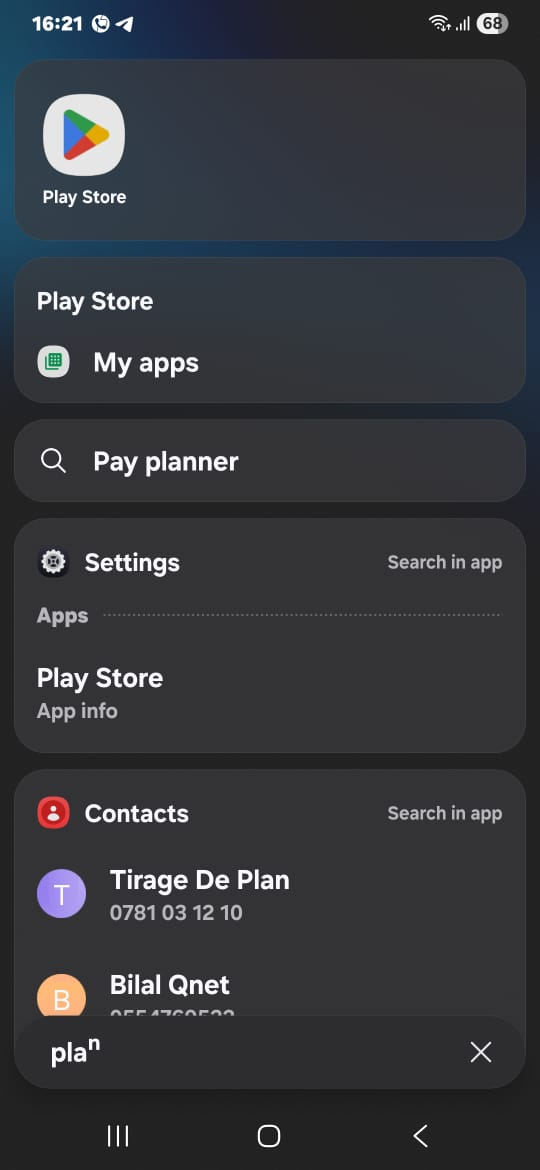 16:21
68
Play Store
Play Store
My apps
Pay planner
Settings
Search in app
Apps
Play Store
App info
Contacts
Search in app
T
Tirage De Plan
0781 03 12 10
B
Bilal Qnet
plaⁿ